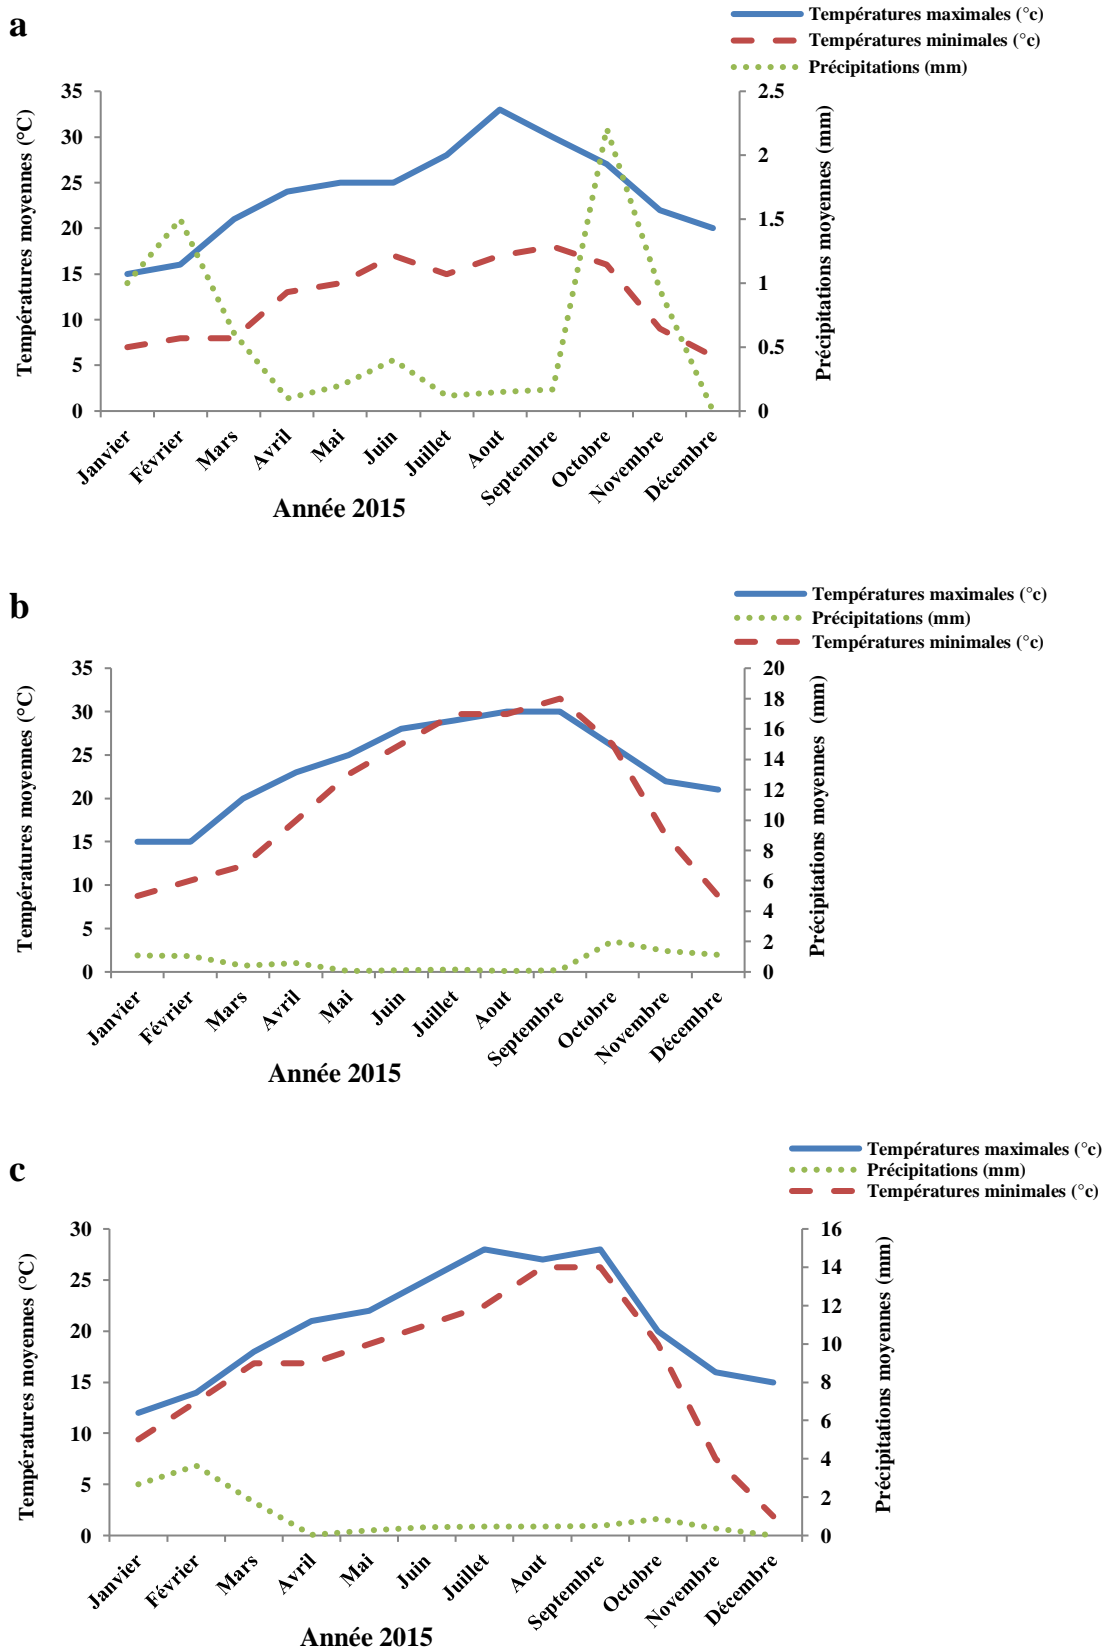 a
Températures maximales (°c)
Températures minimales (°c)
Précipitations (mm)
Températures moyennes (°C)
35
30
25
20
15
10
5
0
2.5
2
1.5
1
0.5
0
Précipitations moyennes (mm)
Janvier
Février
Mars
Avril
Mai
Juin
Juillet
Aout
Septembre
Octobre
Novembre
Décembre
Année 2015
b
Températures maximales (°c)
Précipitations (mm)
Températures minimales (°c)
Températures moyennes (°C)
35
30
25
20
15
10
5
0
20
18
16
14
12
10
8
6
4
2
0
Précipitations moyennes (mm)
Janvier
Février
Mars
Avril
Mai
Juin
Juillet
Aout
Septembre
Octobre
Novembre
Décembre
Année 2015
c
Températures maximales (°c)
Précipitations (mm)
Températures minimales (°c)
Températures moyennes (°C)
30
25
20
15
10
5
0
16
14
12
10
8
6
4
2
0
Précipitations moyennes (mm)
Janvier
Février
Mars
Avril
Mai
Juin
Juillet
Aout
Septembre
Octobre
Novembre
Décembre
Année 2015